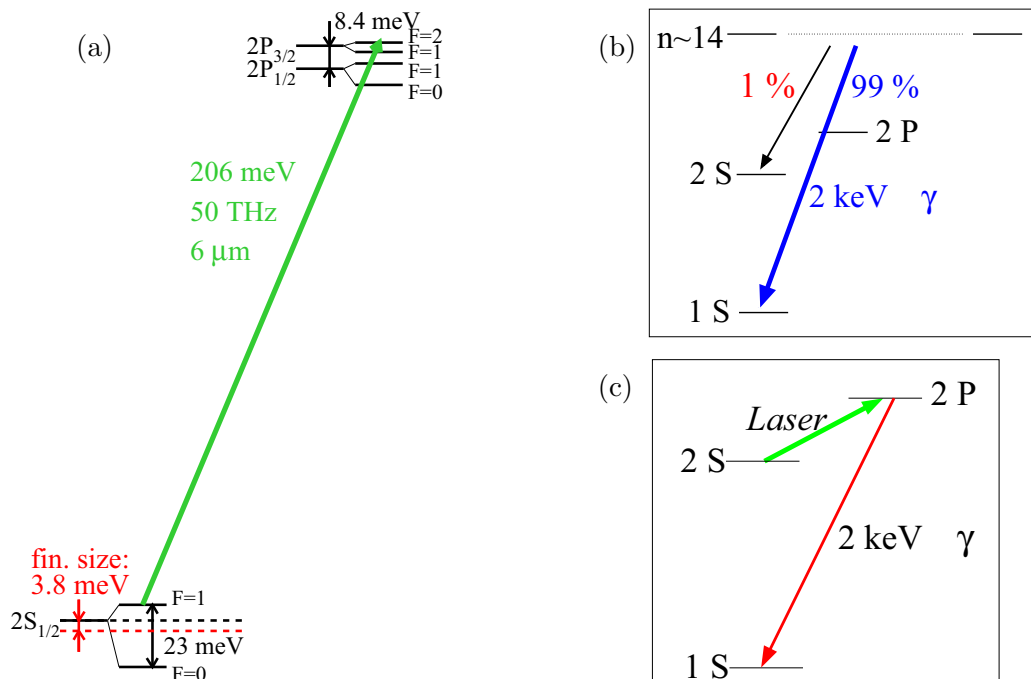 (a)
8.4 meV
2P3/2
2P1/2
F=2
F=1
F=1
F=0
206 meV
50 THz
6 μm
fin. size:
3.8 meV
2S1/2
F=1
23 meV
F=0
(b)
n~14
1 %
99 %
2 P
2 S
2 keV γ
1 S
(c)
2 P
Laser
2 S
2 keV γ
1 S